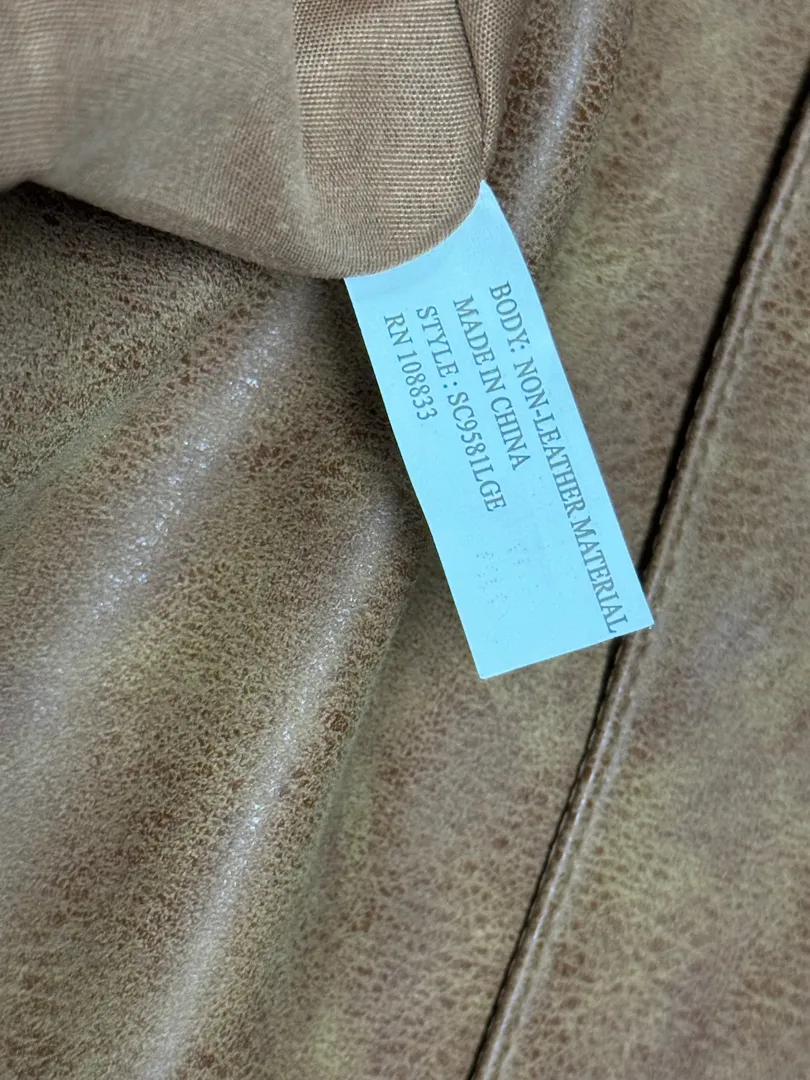 BODY: NON-LEATHER MATERIAL
MADE IN CHINA
STYLE : SC9581LGE
RN 108833